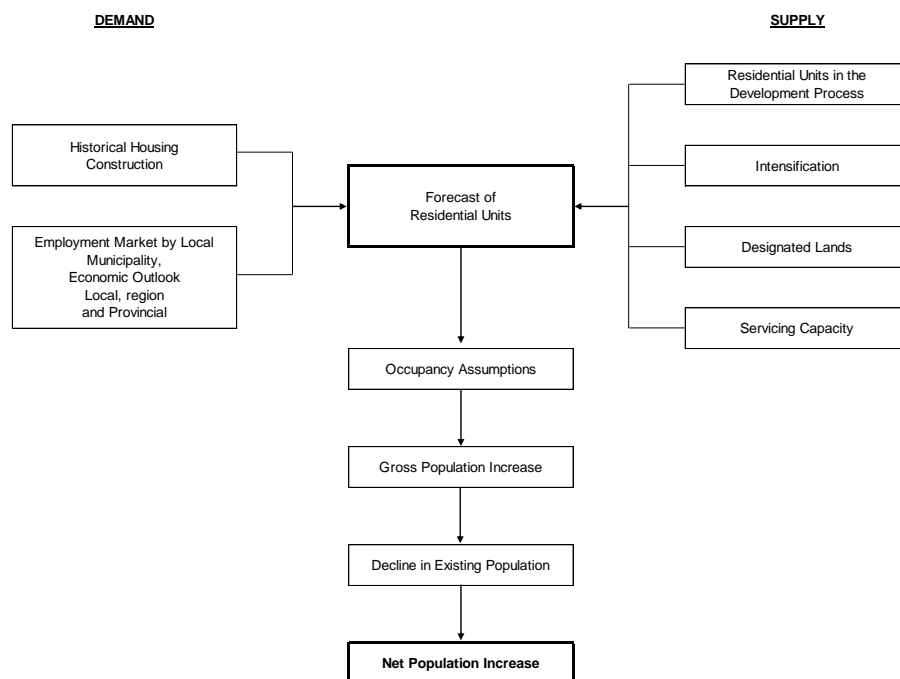 DEMAND
SUPPLY
Residential Units in the
Development Process
Historical Housing
Construction
Intensification
Forecast of
Residential Units
Employment Market by Local
Municipality,
Economic Outlook
Local, region
and Provincial
Designated Lands
Servicing Capacity
Occupancy Assumptions
Gross Population Increase
Decline in Existing Population
Net Population Increase